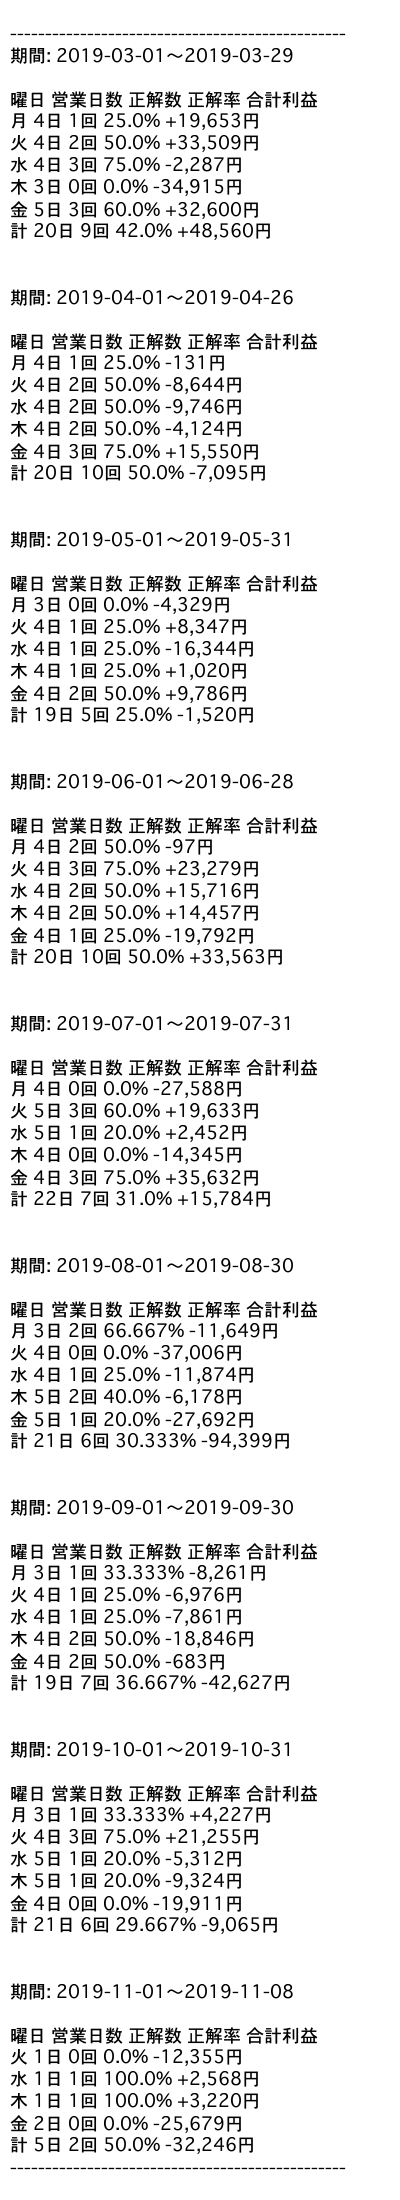 ------------------------------------------------
期間: 2019-03-01〜2019-03-29
曜日 営業日数 正解数 正解率 合計利益
月 4日 1回 25.0% +19,653円
火 4日 2回 50.0% +33,509円
水 4日 3回 75.0% -2,287円
木 3日 0回 0.0% -34,915円
金 5日 3回 60.0% +32,600円
計 20日 9回 42.0% +48,560円
期間: 2019-04-01〜2019-04-26
曜日 営業日数 正解数 正解率 合計利益
月 4日 1回 25.0% -131円
火 4日 2回 50.0% -8,644円
水 4日 2回 50.0% -9,746円
木 4日 2回 50.0% -4,124円
金 4日 3回 75.0% +15,550円
計 20日 10回 50.0% -7,095円
期間: 2019-05-01〜2019-05-31
曜日 営業日数 正解数 正解率 合計利益
月 3日 0回 0.0% -4,329円
火 4日 1回 25.0% +8,347円
水 4日 1回 25.0% -16,344円
木 4日 1回 25.0% +1,020円
金 4日 2回 50.0% +9,786円
計 19日 5回 25.0% -1,520円
期間: 2019-06-01〜2019-06-28
曜日 営業日数 正解数 正解率 合計利益
月 4日 2回 50.0% -97円
火 4日 3回 75.0% +23,279円
水 4日 2回 50.0% +15,716円
木 4日 2回 50.0% +14,457円
金 4日 1回 25.0% -19,792円
計 20日 10回 50.0% +33,563円
期間: 2019-07-01〜2019-07-31
曜日 営業日数 正解数 正解率 合計利益
月 4日 0回 0.0% -27,588円
火 5日 3回 60.0% +19,633円
水 5日 1回 20.0% +2,452円
木 4日 0回 0.0% -14,345円
金 4日 3回 75.0% +35,632円
計 22日 7回 31.0% +15,784円
期間: 2019-08-01〜2019-08-30
曜日 営業日数 正解数 正解率 合計利益
月 3日 2回 66.667% -11,649円
火 4日 0回 0.0% -37,006円
水 4日 1回 25.0% -11,874円
木 5日 2回 40.0% -6,178円
金 5日 1回 20.0% -27,692円
計 21日 6回 30.333% -94,399円
期間: 2019-09-01〜2019-09-30
曜日 営業日数 正解数 正解率 合計利益
月 3日 1回 33.333% -8,261円
火 4日 1回 25.0% -6,976円
水 4日 1回 25.0% -7,861円
木 4日 2回 50.0% -18,846円
金 4日 2回 50.0% -683円
計 19日 7回 36.667% -42,627円
期間: 2019-10-01〜2019-10-31
曜日 営業日数 正解数 正解率 合計利益
月 3日 1回 33.333% +4,227円
火 4日 3回 75.0% +21,255円
水 5日 1回 20.0% -5,312円
木 5日 1回 20.0% -9,324円
金 4日 0回 0.0% -19,911円
計 21日 6回 29.667% -9,065円
期間: 2019-11-01〜2019-11-08
曜日 営業日数 正解数 正解率 合計利益
火 1日 0回 0.0% -12,355円
水 1日 1回 100.0% +2,568円
木 1日 1回 100.0% +3,220円
金 2日 0回 0.0% -25,679円
計 5日 2回 50.0% -32,246円
------------------------------------------------